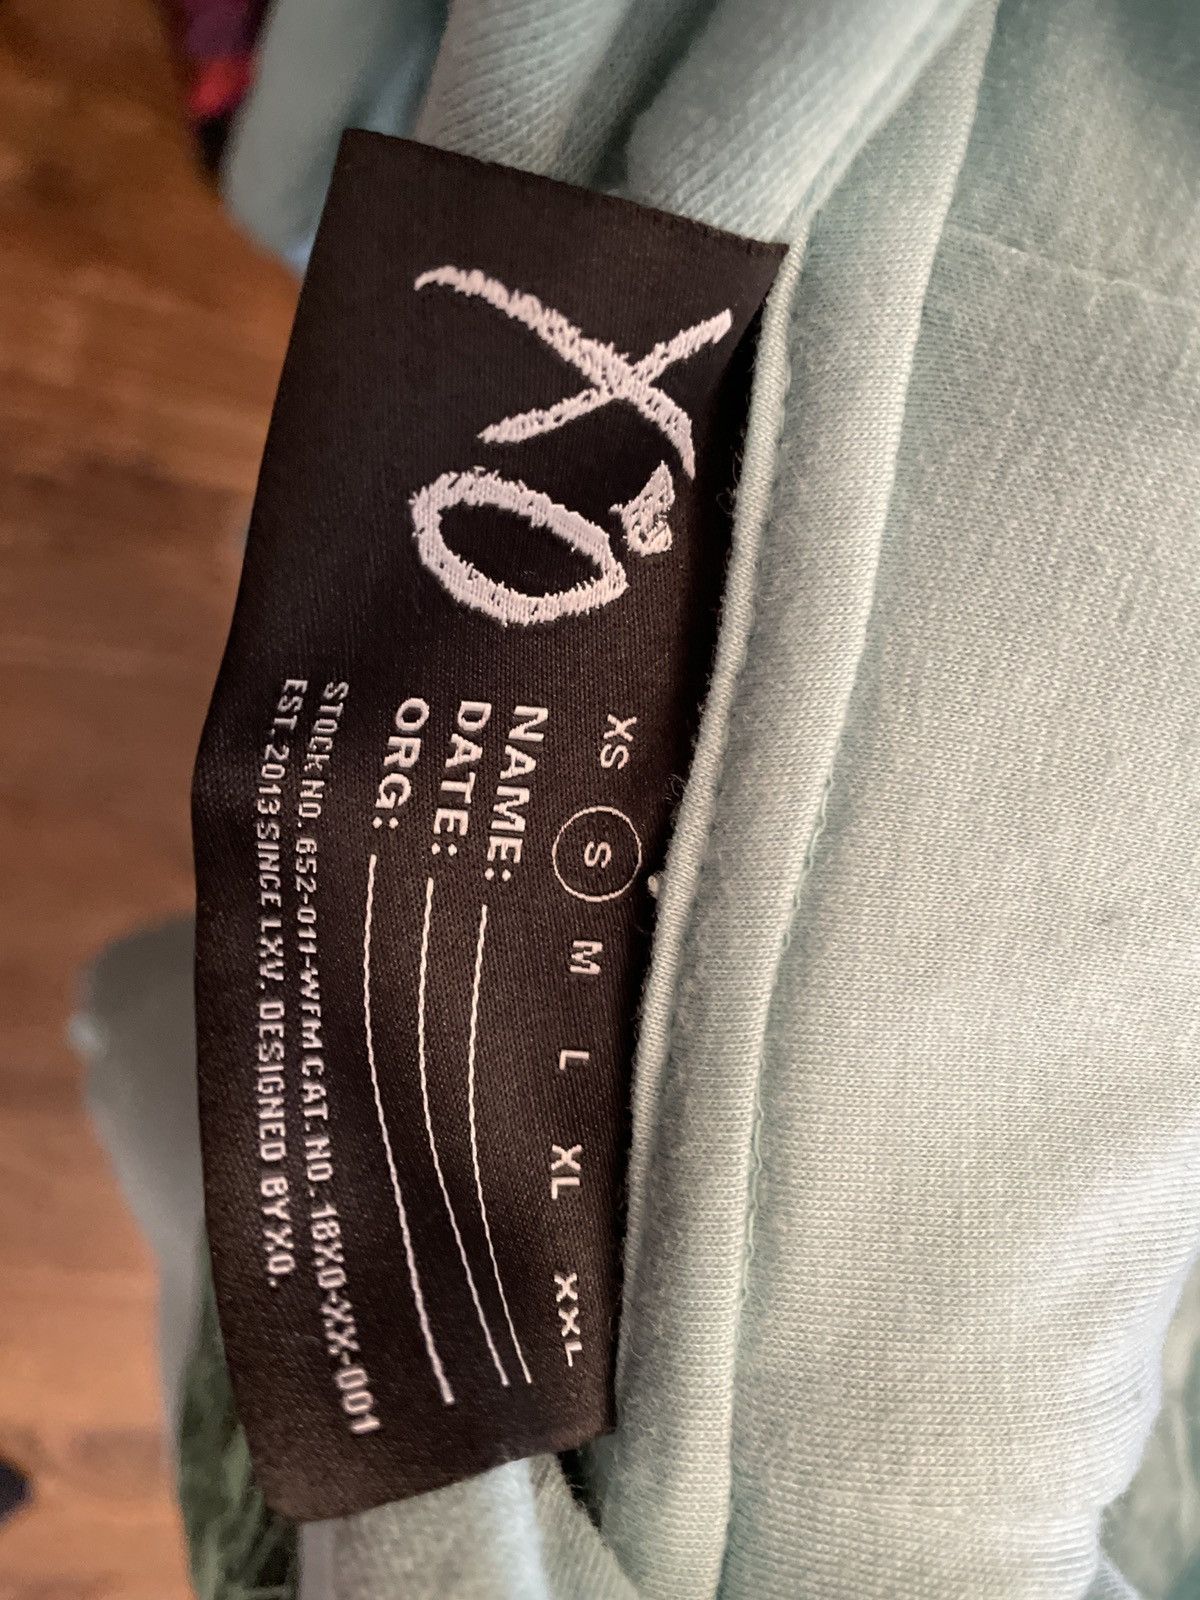 XO
XS S M L XL XXL
NAME:
DATE:
ORG:
STOCK NO. 652-011-WFM CAT. NO. 18XO-XX-001
EST. 2013 SINCE LXV. DESIGNED BY XO.